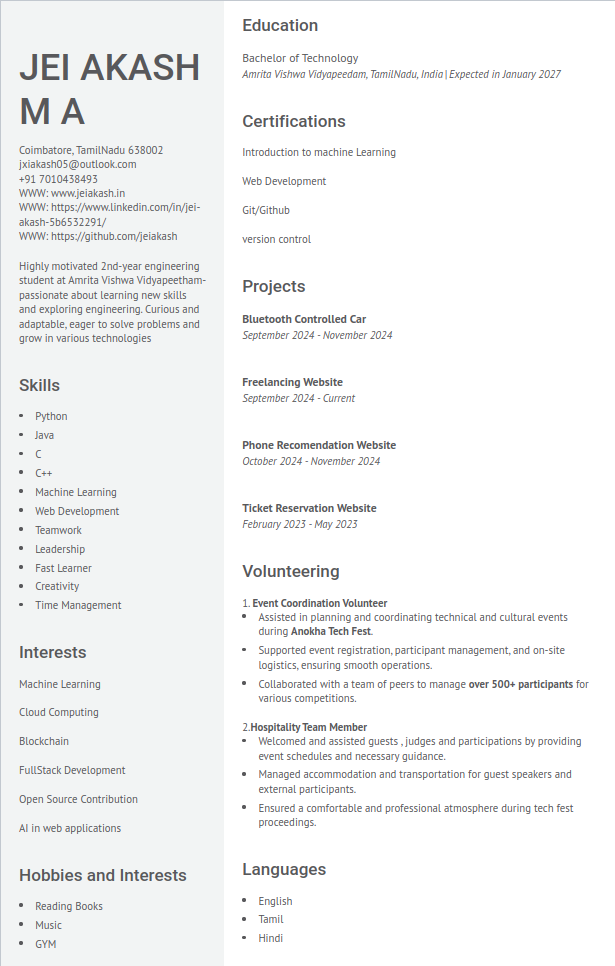 JEI AKASH
M A
Coimbatore, TamilNadu 638002
jxiakash05@outlook.com
+91 7010438493
WWW: www.jeiakash.in
WWW: https://www.linkedin.com/in/jei-
akash-5b6532291/
WWW: https://github.com/jeiakash
Highly motivated 2nd-year engineering
student at Amrita Vishwa Vidyapeetham-
passionate about learning new skills
and exploring engineering. Curious and
adaptable, eager to solve problems and
grow in various technologies
Skills
• Python
• Java
• C
• C++
• Machine Learning
• Web Development
• Teamwork
• Leadership
• Fast Learner
• Creativity
• Time Management
Interests
Machine Learning
Cloud Computing
Blockchain
FullStack Development
Open Source Contribution
AI in web applications
Hobbies and Interests
• Reading Books
• Music
• GYM
Education
Bachelor of Technology
Amrita Vishwa Vidyapeedam, TamilNadu, India | Expected in January 2027
Certifications
Introduction to machine Learning
Web Development
Git/Github
version control
Projects
Bluetooth Controlled Car
September 2024 - November 2024
Freelancing Website
September 2024 - Current
Phone Recomendation Website
October 2024 - November 2024
Ticket Reservation Website
February 2023 - May 2023
Volunteering
1. Event Coordination Volunteer
• Assisted in planning and coordinating technical and cultural events
during Anokha Tech Fest.
• Supported event registration, participant management, and on-site
logistics, ensuring smooth operations.
• Collaborated with a team of peers to manage over 500+ participants for
various competitions.
2.Hospitality Team Member
• Welcomed and assisted guests , judges and participations by providing
event schedules and necessary guidance.
• Managed accommodation and transportation for guest speakers and
external participants.
• Ensured a comfortable and professional atmosphere during tech fest
proceedings.
Languages
• English
• Tamil
• Hindi